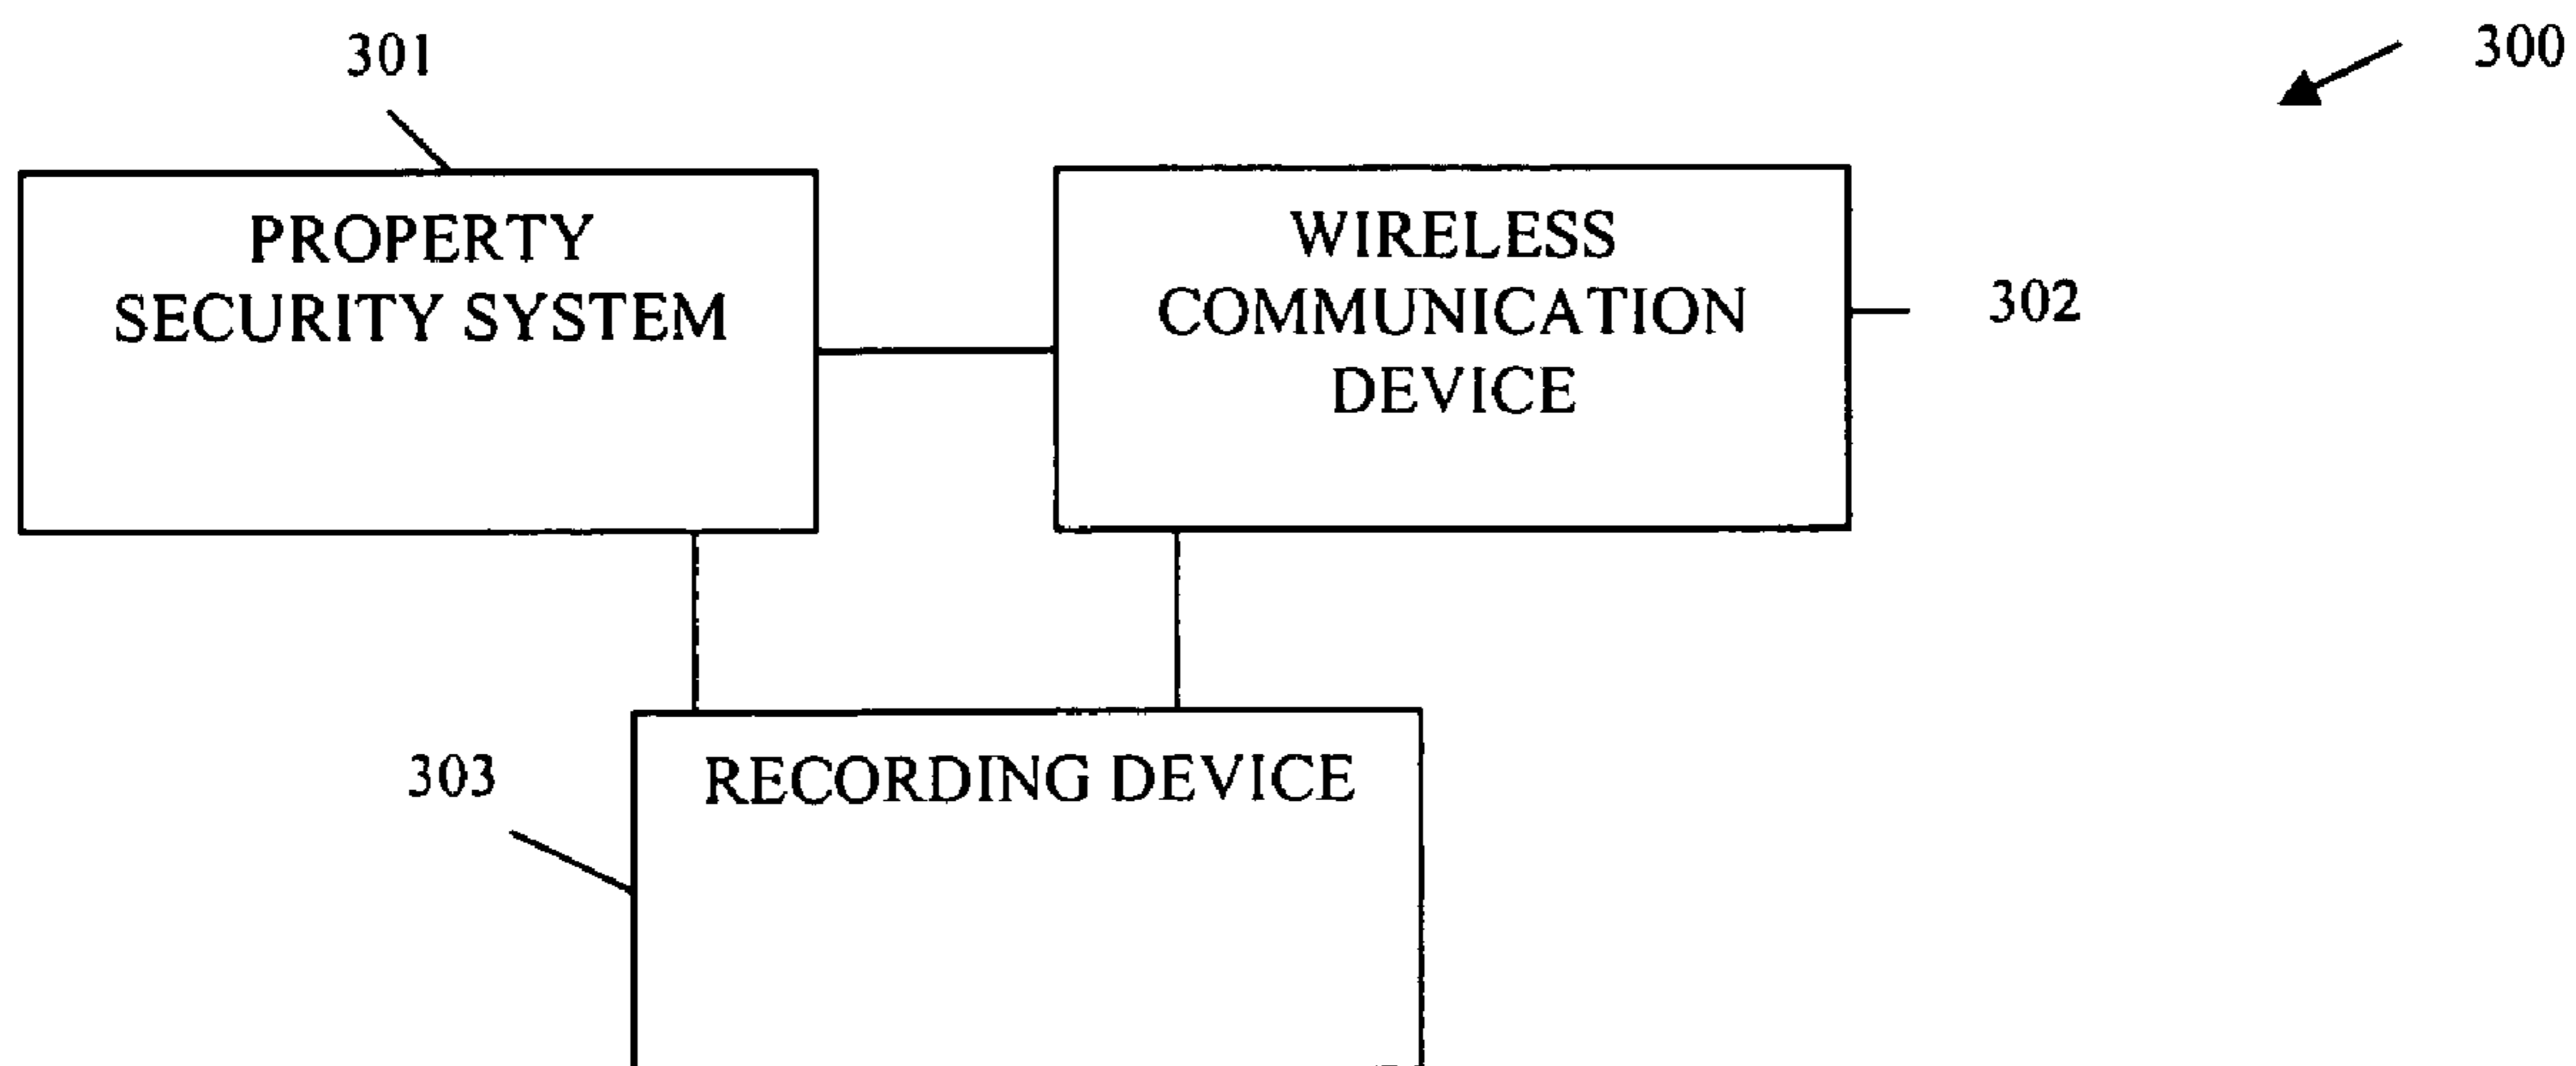 301
300
PROPERTY
SECURITY SYSTEM
WIRELESS
COMMUNICATION
DEVICE
302
303
RECORDING DEVICE